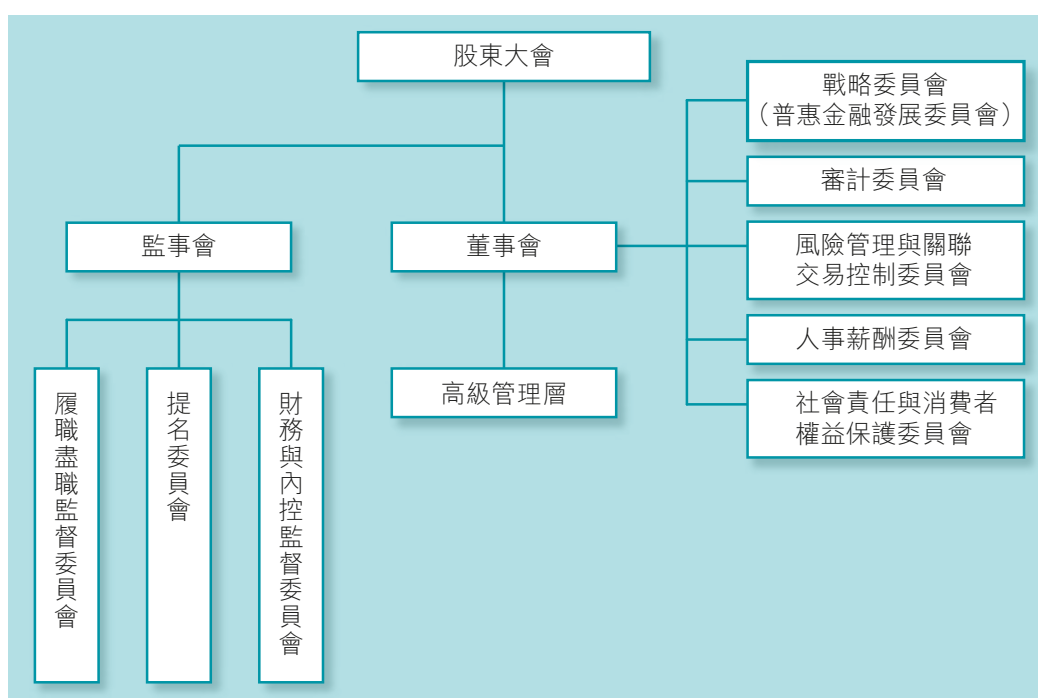 股東大會
戰略委員會
（普惠金融發展委員會）
審計委員會
監事會
董事會
風險管理與關聯
交易控制委員會
人事薪酬委員會
高級管理層
社會責任與消費者
權益保護委員會
履職盡職監督委員會
提名委員會
財務與內控監督委員會